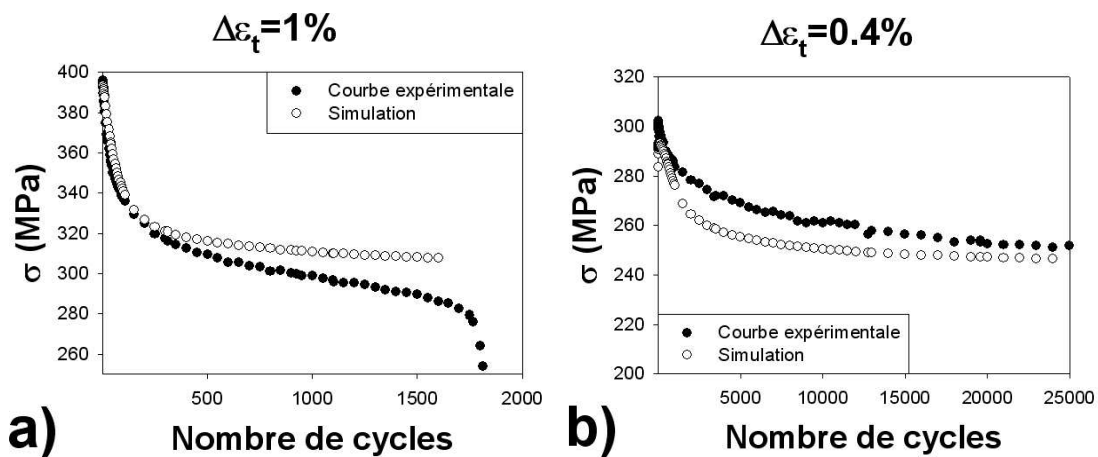 Δεt=1%
Δεt=0.4%
400
380
360
340
320
300
280
260
σ (MPa)
Courbe expérimentale
Simulation
500
1000
1500
2000
a)
Nombre de cycles
320
300
280
260
240
220
200
σ (MPa)
Courbe expérimentale
Simulation
5000
10000
15000
20000
25000
b)
Nombre de cycles